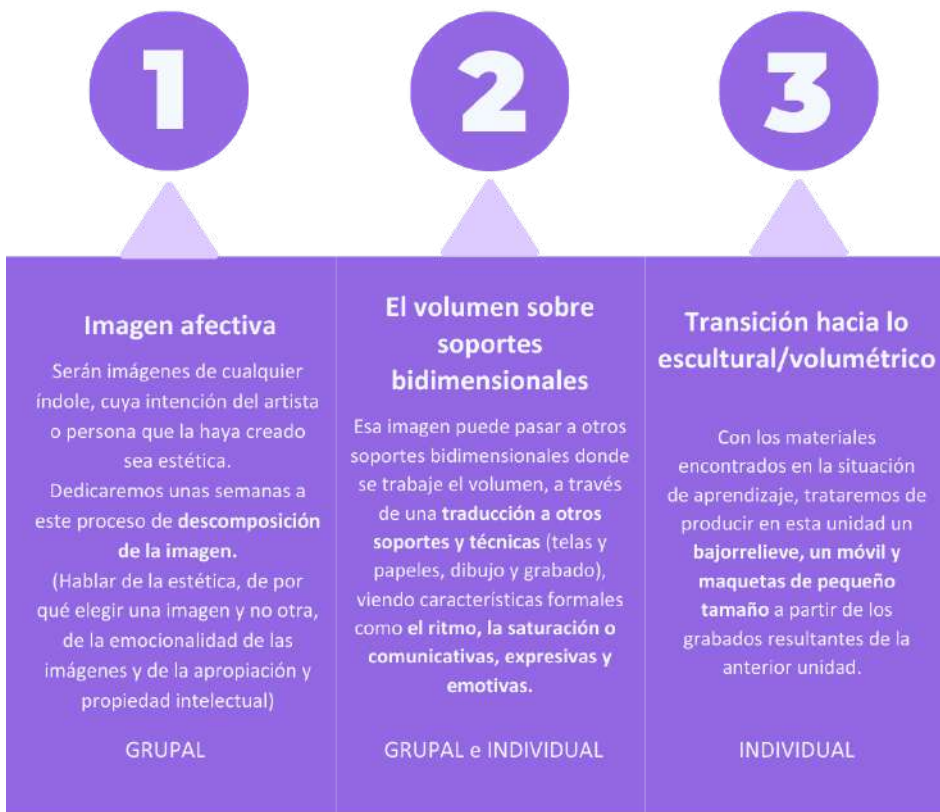 1
Imagen afectiva
Serán imágenes de cualquier
índole, cuya intención del artista
o persona que la haya creado
sea estética.
Dedicaremos unas semanas a
este proceso de descomposición
de la imagen.
(Hablar de la estética, de por
qué elegir una imagen y no otra,
de la emocionalidad de las
imágenes y de la apropiación y
propiedad intelectual)
GRUPAL
2
El volumen sobre
soportes
bidimensionales
Esa imagen puede pasar a otros
soportes bidimensionales donde
se trabaje el volumen, a través
de una traducción a otros
soportes y técnicas (telas y
papeles, dibujo y grabado),
viendo características formales
como el ritmo, la saturación o
comunicativas, expresivas y
emotivas.
GRUPAL e INDIVIDUAL
3
Transición hacia lo
escultural/volumétrico
Con los materiales
encontrados en la situación
de aprendizaje, trataremos de
producir en esta unidad un
bajorrelieve, un móvil y
maquetas de pequeño
tamaño a partir de los
grabados resultantes de la
anterior unidad.
INDIVIDUAL